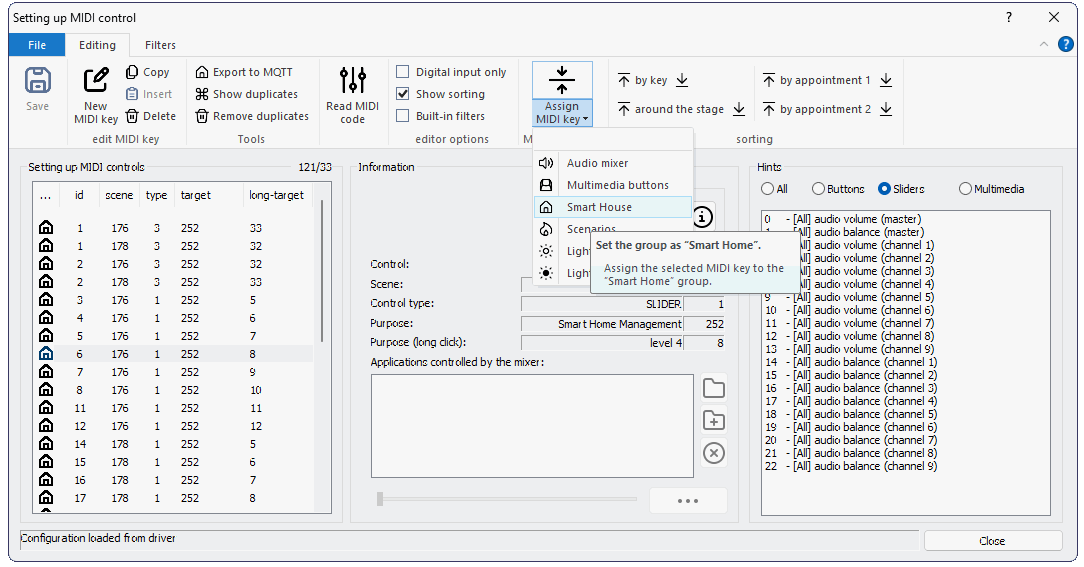 Setting up MIDI control
File Editing Filters
Save
New MIDI key
Copy
Insert
Delete
edit MIDI key
Export to MQTT
Show duplicates
Remove duplicates
Tools
Read MIDI code
Digital input only
Show sorting
Built-in filters
editor options
Assign MIDI key
M
by key
around the stage
by appointment 1
by appointment 2
sorting
Audio mixer
Multimedia buttons
Smart House
Scenarios
Ligh
Ligh
Set the group as “Smart Home”.
Assign the selected MIDI key to the
“Smart Home” group.
Setting up MIDI controls 121/33
... id scene type target long-target
1 176 3 252 33
1 178 3 252 32
2 176 3 252 32
2 178 3 252 33
3 176 1 252 5
4 176 1 252 6
5 176 1 252 7
6 176 1 252 8
7 176 1 252 9
8 176 1 252 10
11 176 1 252 11
12 176 1 252 12
14 178 1 252 5
15 178 1 252 6
16 178 1 252 7
17 178 1 252 8
Information
Control:
Scene:
Control type: SLIDER 1
Purpose: Smart Home Management 252
Purpose (long click): level 4 8
Applications controlled by the mixer:
Hints
All Buttons Sliders Multimedia
0 - [All] audio volume (master)
1 - [All] audio balance (master)
- [All] audio volume (channel 1)
- [All] audio volume (channel 2)
- [All] audio volume (channel 3)
- [All] audio volume (channel 4)
9 - [All] audio volume (channel 5)
10 - [All] audio volume (channel 6)
11 - [All] audio volume (channel 7)
12 - [All] audio volume (channel 8)
13 - [All] audio volume (channel 9)
14 - [All] audio balance (channel 1)
15 - [All] audio balance (channel 2)
16 - [All] audio balance (channel 3)
17 - [All] audio balance (channel 4)
18 - [All] audio balance (channel 5)
19 - [All] audio balance (channel 6)
20 - [All] audio balance (channel 7)
21 - [All] audio balance (channel 8)
22 - [All] audio balance (channel 9)
Configuration loaded from driver
Close